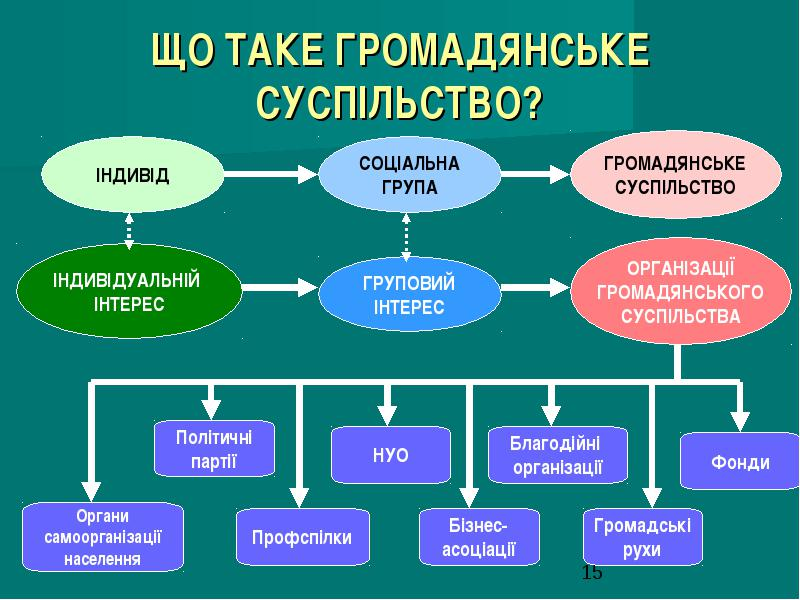 ЩО ТАКЕ ГРОМАДЯНСЬКЕ
СУСПІЛЬСТВО?
ІНДИВІД
СОЦІАЛЬНА
ГРУПА
ГРОМАДЯНСЬКЕ
СУСПІЛЬСТВО
ІНДИВІДУАЛЬНІЙ
ІНТЕРЕС
ГРУПОВИЙ
ІНТЕРЕС
ОРГАНІЗАЦІЇ
ГРОМАДЯНСЬКОГО
СУСПІЛЬСТВА
Політичні
партії
НУО
Благодійні
організації
Фонди
Органи
самоорганізації
населення
Профспілки
Бізнес-
асоціації
Громадські
рухи
15